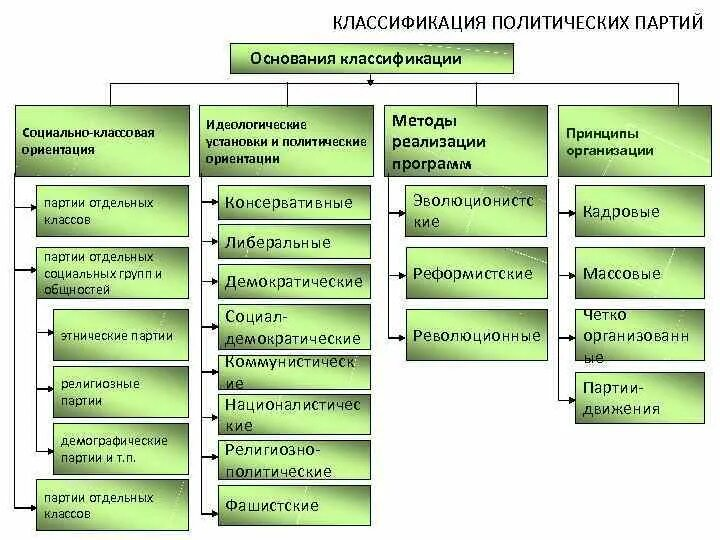 КЛАССИФИКАЦИЯ ПОЛИТИЧЕСКИХ ПАРТИЙ
Основания классификации
Социально-классовая
ориентация
партии отдельных
классов
партии отдельных
социальных групп и
общностей
этнические партии
религиозные
партии
демографические
партии и т.п.
партии отдельных
классов
Идеологические
установки и политические
ориентации
Консервативные
Либеральные
Демократические
Социал-
демократические
Коммунистическ
ие
Националистичес
кие
Религиозно-
политические
Фашистские
Методы
реализации
программ
Эволюционистс
кие
Реформистские
Революционные
Принципы
организации
Кадровые
Массовые
Четко
организованн
ые
Партии-
движения